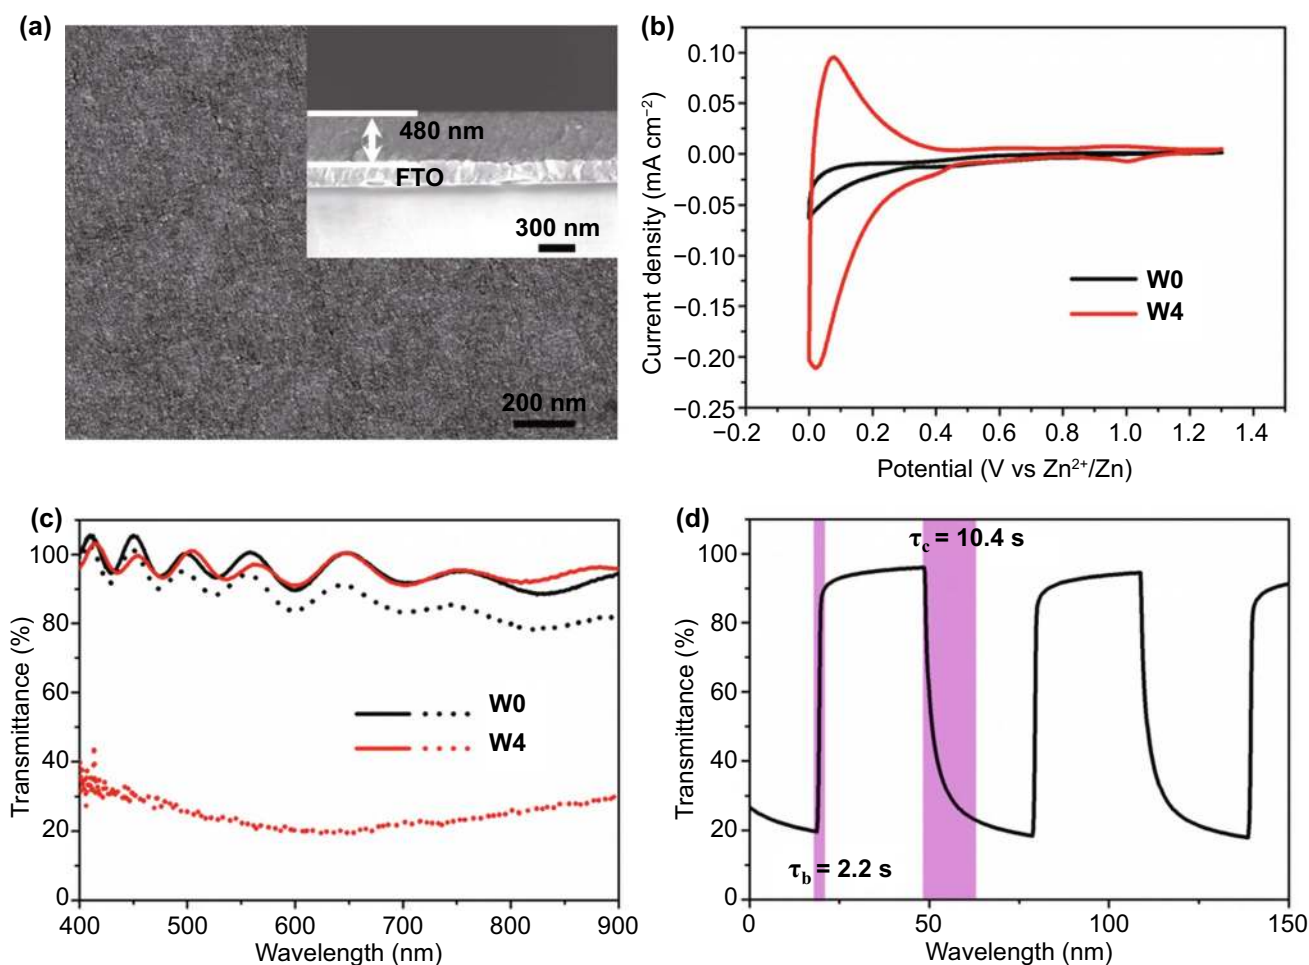 (a)
480 nm
FTO
300 nm
200 nm
(b)
0.10
0.05
0.00
−0.05
−0.10
−0.15
−0.20
−0.25
Current density (mA cm⁻²)
W0
W4
−0.2 0.0 0.2 0.4 0.6 0.8 1.0 1.2 1.4
Potential (V vs Zn²⁺/Zn)
(c)
100
80
60
40
20
0
Transmittance (%)
W0
W4
400 500 600 700 800 900
Wavelength (nm)
(d)
τc = 10.4 s
100
80
60
40
20
0
Transmittance (%)
τb = 2.2 s
0 50 100 150
Wavelength (nm)